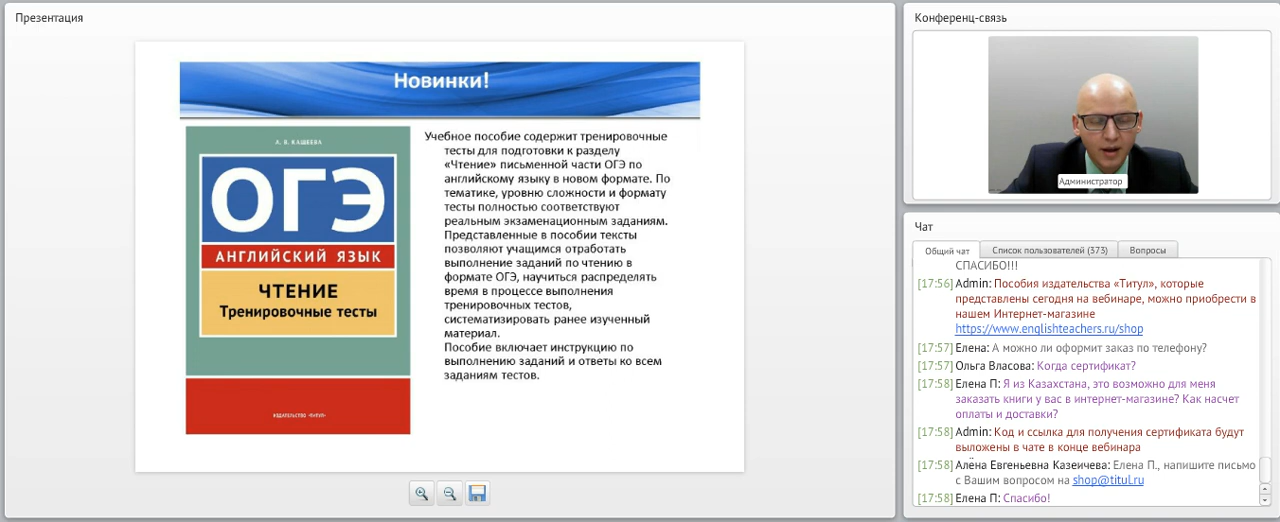 Презентация
Новинки!
А. В. КАЩЕЕВА
ОГЭ
АНГЛИЙСКИЙ ЯЗЫК
ЧТЕНИЕ
Тренировочные тесты
ИЗДАТЕЛЬСТВО «ТИТУЛ»
Учебное пособие содержит тренировочные
тесты для подготовки к разделу
«Чтение» письменной части ОГЭ по
английскому языку в новом формате. По
тематике, уровню сложности и формату
тесты полностью соответствуют
реальным экзаменационным заданиям.
Представленные в пособии тексты
позволяют учащимся отработать
выполнение заданий по чтению в
формате ОГЭ, научиться распределять
время в процессе выполнения
тренировочных тестов,
систематизировать ранее изученный
материал.
Пособие включает инструкцию по
выполнению заданий и ответы ко всем
заданиям тестов.
Конференц-связь
Администратор
Чат
Общий чат Список пользователей (373) Вопросы
СПАСИБО!!!
[17:56] Admin: Пособия издательства «Титул», которые
представлены сегодня на вебинаре, можно приобрести в
нашем Интернет-магазине
https://www.englishteachers.ru/shop
[17:57] Елена: А можно ли оформит заказ по телефону?
[17:57] Ольга Власова: Когда сертификат?
[17:58] Елена П: Я из Казахстана, это возможно для меня
заказать книги у вас в интернет-магазине? Как насчет
оплаты и доставки?
[17:58] Admin: Код и ссылка для получения сертификата будут
выложены в чате в конце вебинара
[17:58] Алёна Евгеньевна Казеичева: Елена П., напишите письмо
с Вашим вопросом на shop@titul.ru
[17:58] Елена П: Спасибо!